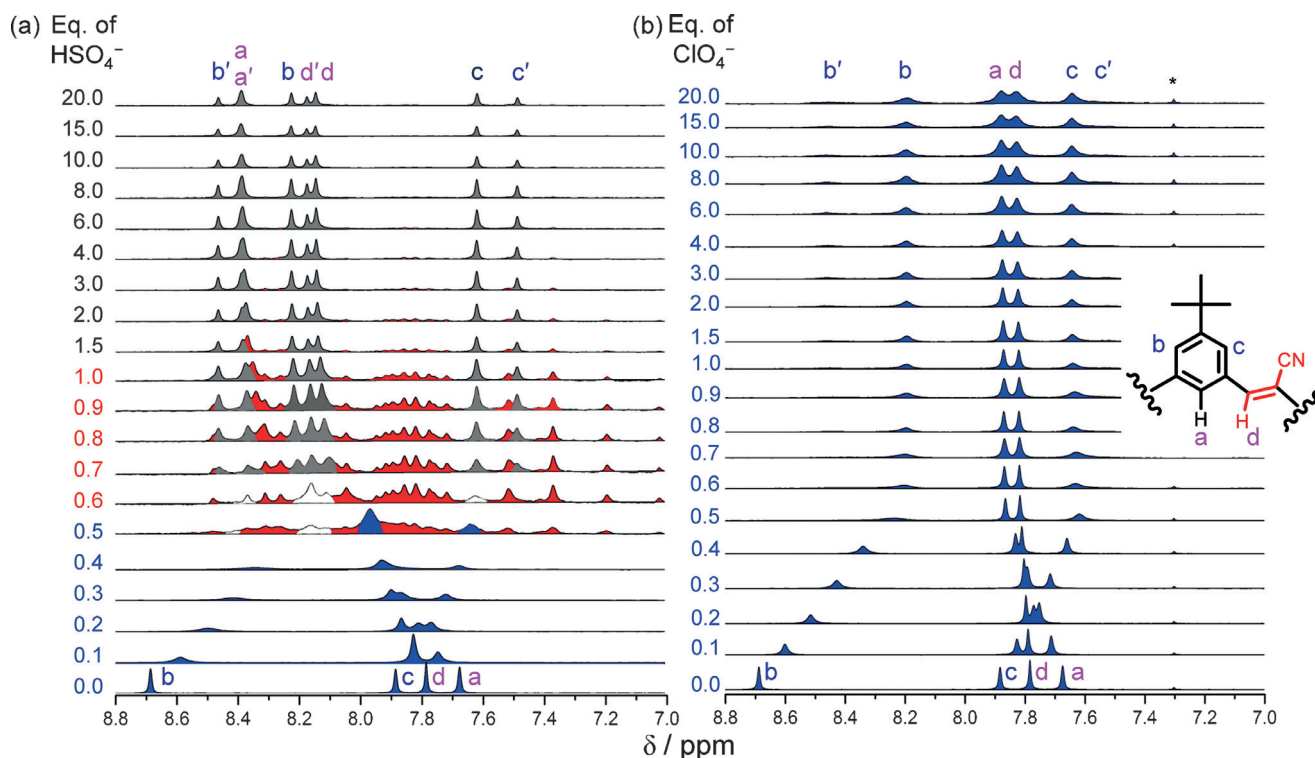 (a) Eq. of
HSO₄⁻
b′ a a′ b d′ d c c′
20.0
15.0
10.0
8.0
6.0
4.0
3.0
2.0
1.5
1.0
0.9
0.8
0.7
0.6
0.5
0.4
0.3
0.2
0.1
0.0
b c d a
8.8 8.6 8.4 8.2 8.0 7.8 7.6 7.4 7.2 7.0
(b) Eq. of
ClO₄⁻
b′ b a d c c′ *
20.0
15.0
10.0
8.0
6.0
4.0
3.0
2.0
1.5
1.0
0.9
0.8
0.7
0.6
0.5
0.4
0.3
0.2
0.1
0.0
b c d a
b c
CN
H H
a d
8.8 8.6 8.4 8.2 8.0 7.8 7.6 7.4 7.2 7.0
δ / ppm